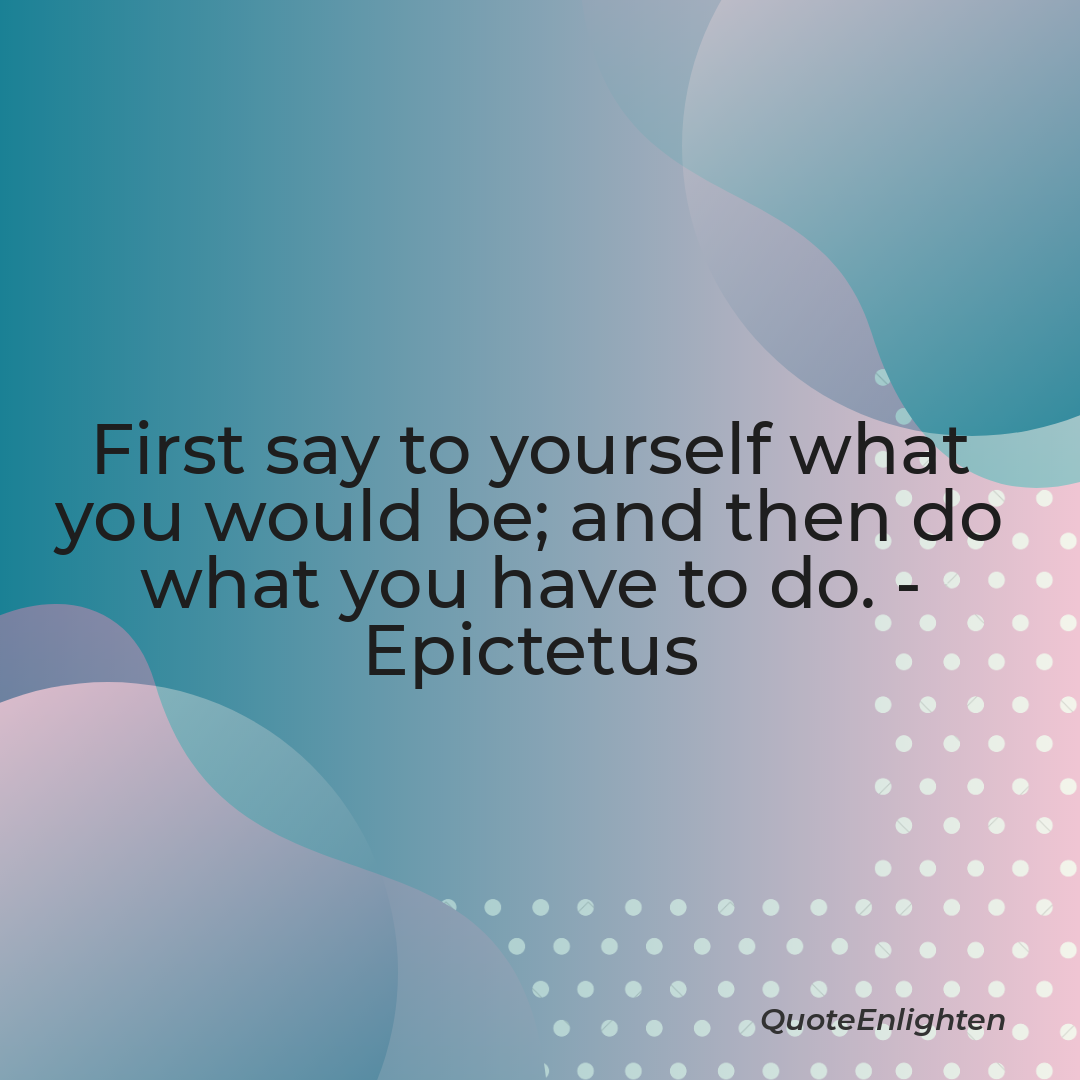 First say to yourself what
you would be; and then do
what you have to do. -
Epictetus
QuoteEnlighten